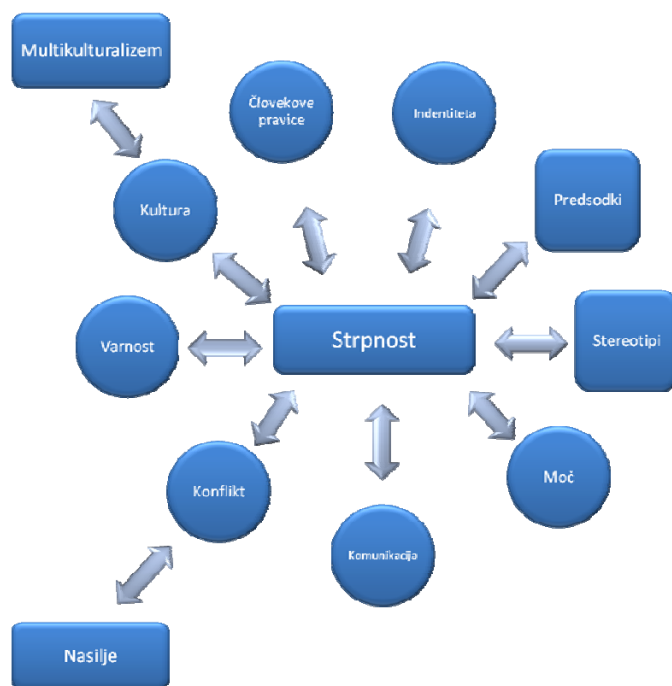 Multikulturalizem
Človekove
pravice
Indentiteta
Kultura
Predsodki
Varnost
Strpnost
Stereotipi
Konflikt
Moč
Komunikacija
Nasilje